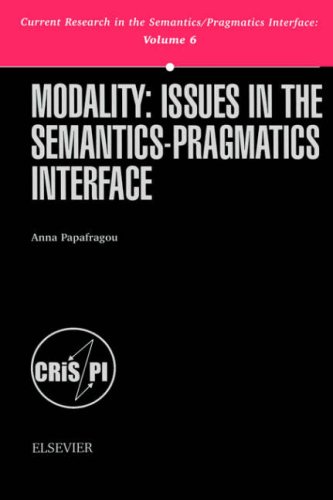 Current Research in the Semantics/Pragmatics Interface:
Volume 6
MODALITY: ISSUES IN THE
SEMANTICS-PRAGMATICS
INTERFACE
Anna Papafragou
CRiS/PI
ELSEVIER